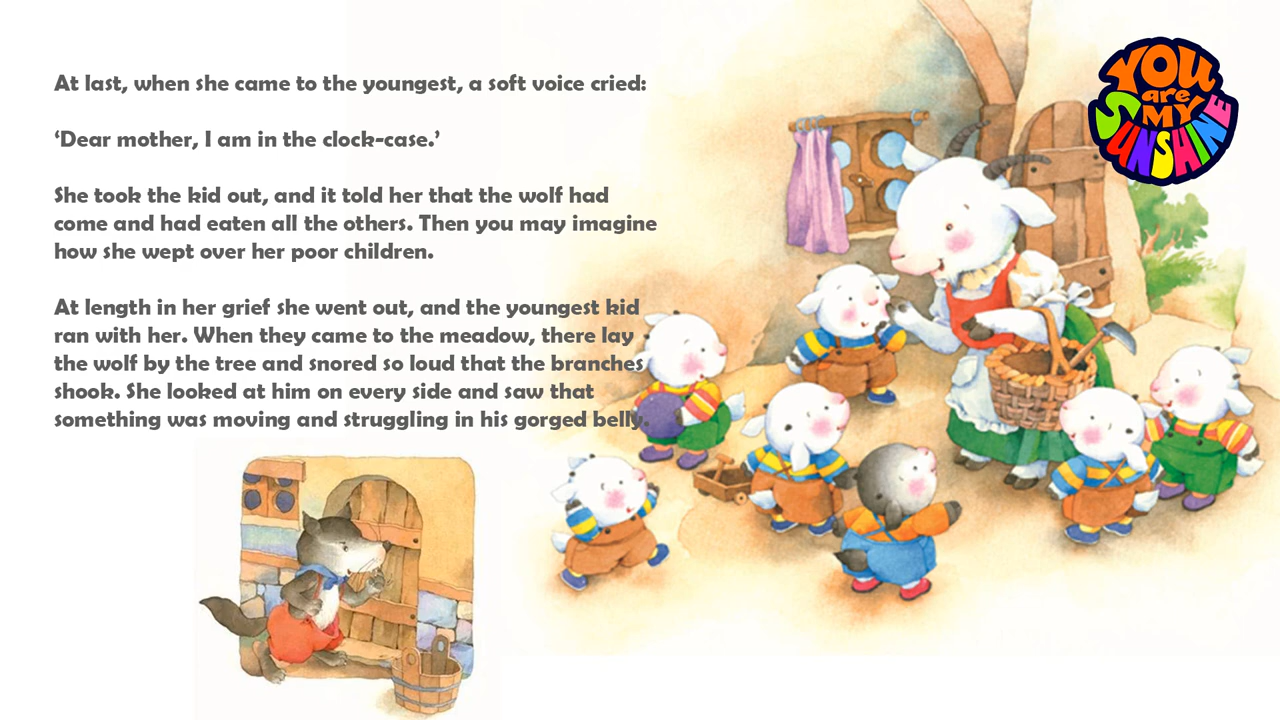 At last, when she came to the youngest, a soft voice cried:
‘Dear mother, I am in the clock-case.’
She took the kid out, and it told her that the wolf had
come and had eaten all the others. Then you may imagine
how she wept over her poor children.
At length in her grief she went out, and the youngest kid
ran with her. When they came to the meadow, there lay
the wolf by the tree and snored so loud that the branches
shook. She looked at him on every side and saw that
something was moving and struggling in his gorged belly.
YOU
are
MY
SUNSHINE